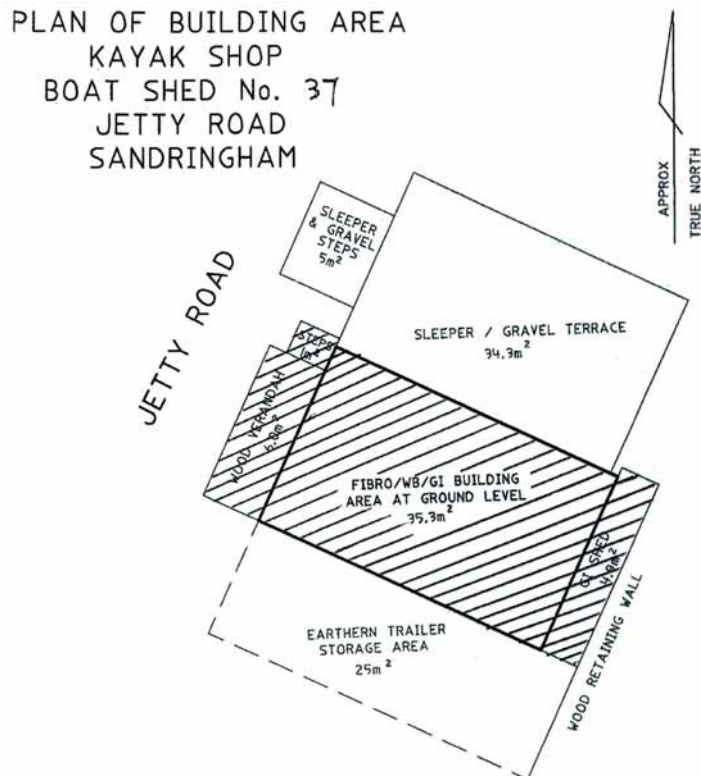 PLAN OF BUILDING AREA
KAYAK SHOP
BOAT SHED No. 37
JETTY ROAD
SANDRINGHAM
APPROX
TRUE NORTH
SLEEPER
& GRAVEL
STEPS
5m²
JETTY ROAD
SLEEPER / GRAVEL TERRACE
34.3m²
STEPS
1m²
WOOD VERANDAH
FIBRO/WB/GI BUILDING
AREA AT GROUND LEVEL
35.3m²
GI SHED
EARTHERN TRAILER
STORAGE AREA
25m²
WOOD RETAINING WALL